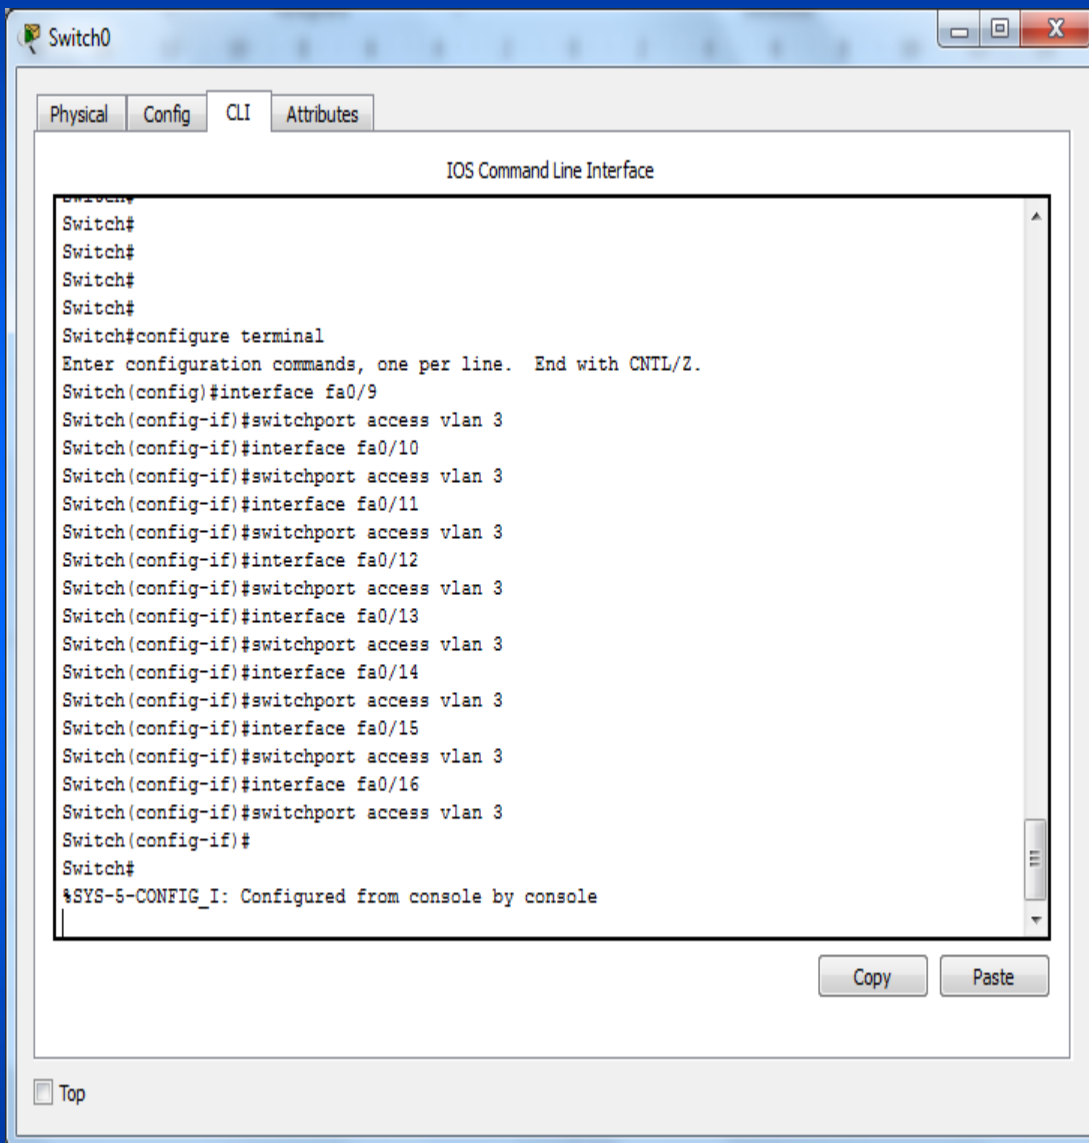 Switch0
Physical Config CLI Attributes
IOS Command Line Interface
Switch#
Switch#
Switch#
Switch#
Switch#
Switch#configure terminal
Enter configuration commands, one per line.  End with CNTL/Z.
Switch(config)#interface fa0/9
Switch(config-if)#switchport access vlan 3
Switch(config-if)#interface fa0/10
Switch(config-if)#switchport access vlan 3
Switch(config-if)#interface fa0/11
Switch(config-if)#switchport access vlan 3
Switch(config-if)#interface fa0/12
Switch(config-if)#switchport access vlan 3
Switch(config-if)#interface fa0/13
Switch(config-if)#switchport access vlan 3
Switch(config-if)#interface fa0/14
Switch(config-if)#switchport access vlan 3
Switch(config-if)#interface fa0/15
Switch(config-if)#switchport access vlan 3
Switch(config-if)#interface fa0/16
Switch(config-if)#switchport access vlan 3
Switch(config-if)#
Switch#
%SYS-5-CONFIG_I: Configured from console by console
Copy Paste
Top